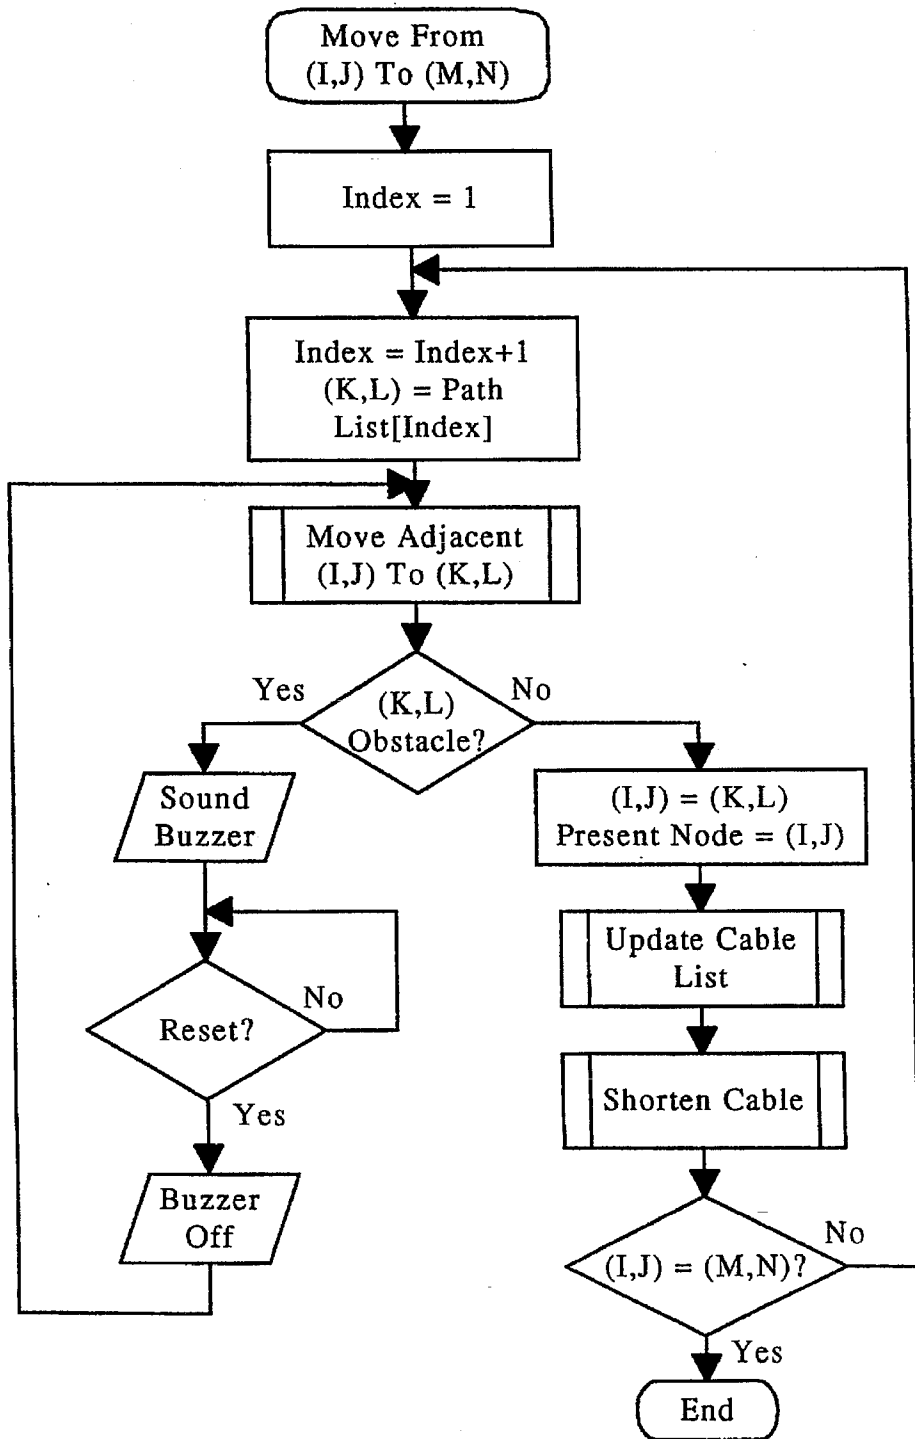 Move From
(I,J) To (M,N)
Index = 1
Index = Index+1
(K,L) = Path
List[Index]
Move Adjacent
(I,J) To (K,L)
Yes
No
(K,L)
Obstacle?
Sound
Buzzer
(I,J) = (K,L)
Present Node = (I,J)
Update Cable
List
No
Reset?
Yes
Shorten Cable
Buzzer
Off
No
(I,J) = (M,N)?
Yes
End